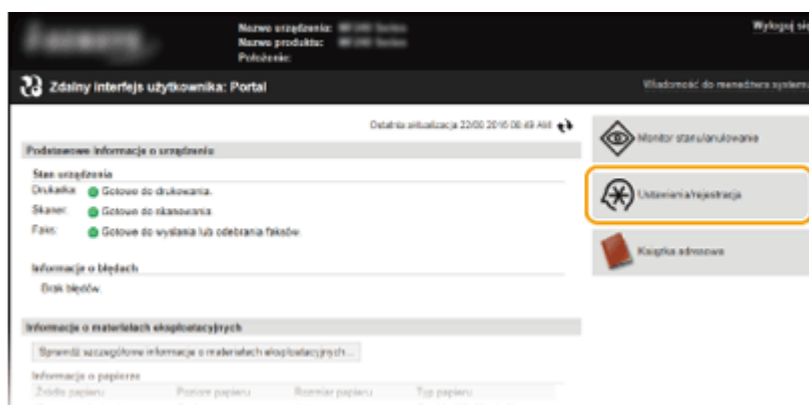 Nazwa urządzenia:
Nazwa produktu:
Położenie:
Wyloguj się
Zdalny interfejs użytkownika: Portal
Wiadomość do menedżera systemu
Ostatnia aktualizacja 22/08 2016 08:49 AM
Podstawowe informacje o urządzeniu
Stan urządzenia
Drukarka: Gotowe do drukowania.
Skaner: Gotowe do skanowania.
Faks: Gotowe do wysłania lub odebrania faksów.
Informacje o błędach
Brak błędów.
Informacje o materiałach eksploatacyjnych
Sprawdź szczegółowe informacje o materiałach eksploatacyjnych...
Informacje o papierze
Źródło papieru Poziom papieru Rozmiar papieru Typ papieru
Monitor stanu/anulowanie
Ustawienia/rejestracja
Książka adresowa